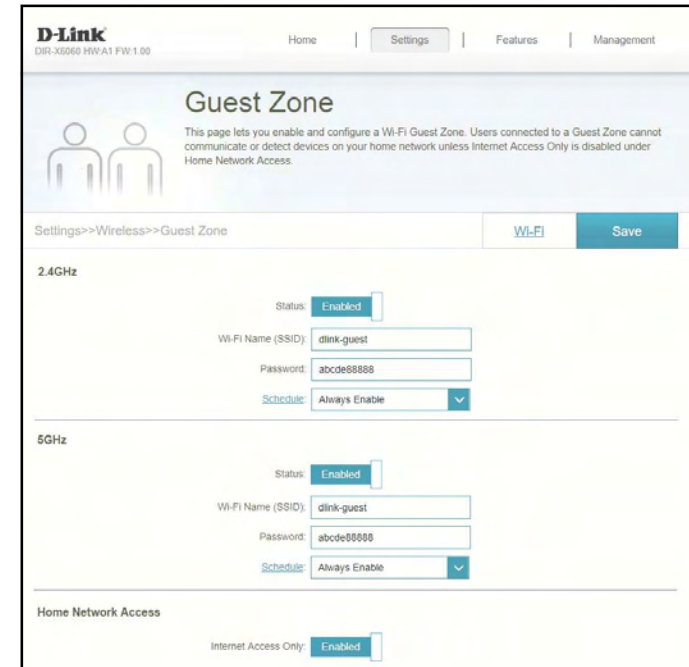 D-Link
DIR-X6060 HW:A1 FW:1.00
Home | Settings | Features | Management
Guest Zone
This page lets you enable and configure a Wi-Fi Guest Zone. Users connected to a Guest Zone cannot
communicate or detect devices on your home network unless Internet Access Only is disabled under
Home Network Access.
Settings>>Wireless>>Guest Zone
Wi-Fi
Save
2.4GHz
Status: Enabled
Wi-Fi Name (SSID): dlink-guest
Password: abcde88888
Schedule: Always Enable
5GHz
Status: Enabled
Wi-Fi Name (SSID): dlink-guest
Password: abcde88888
Schedule: Always Enable
Home Network Access
Internet Access Only: Enabled